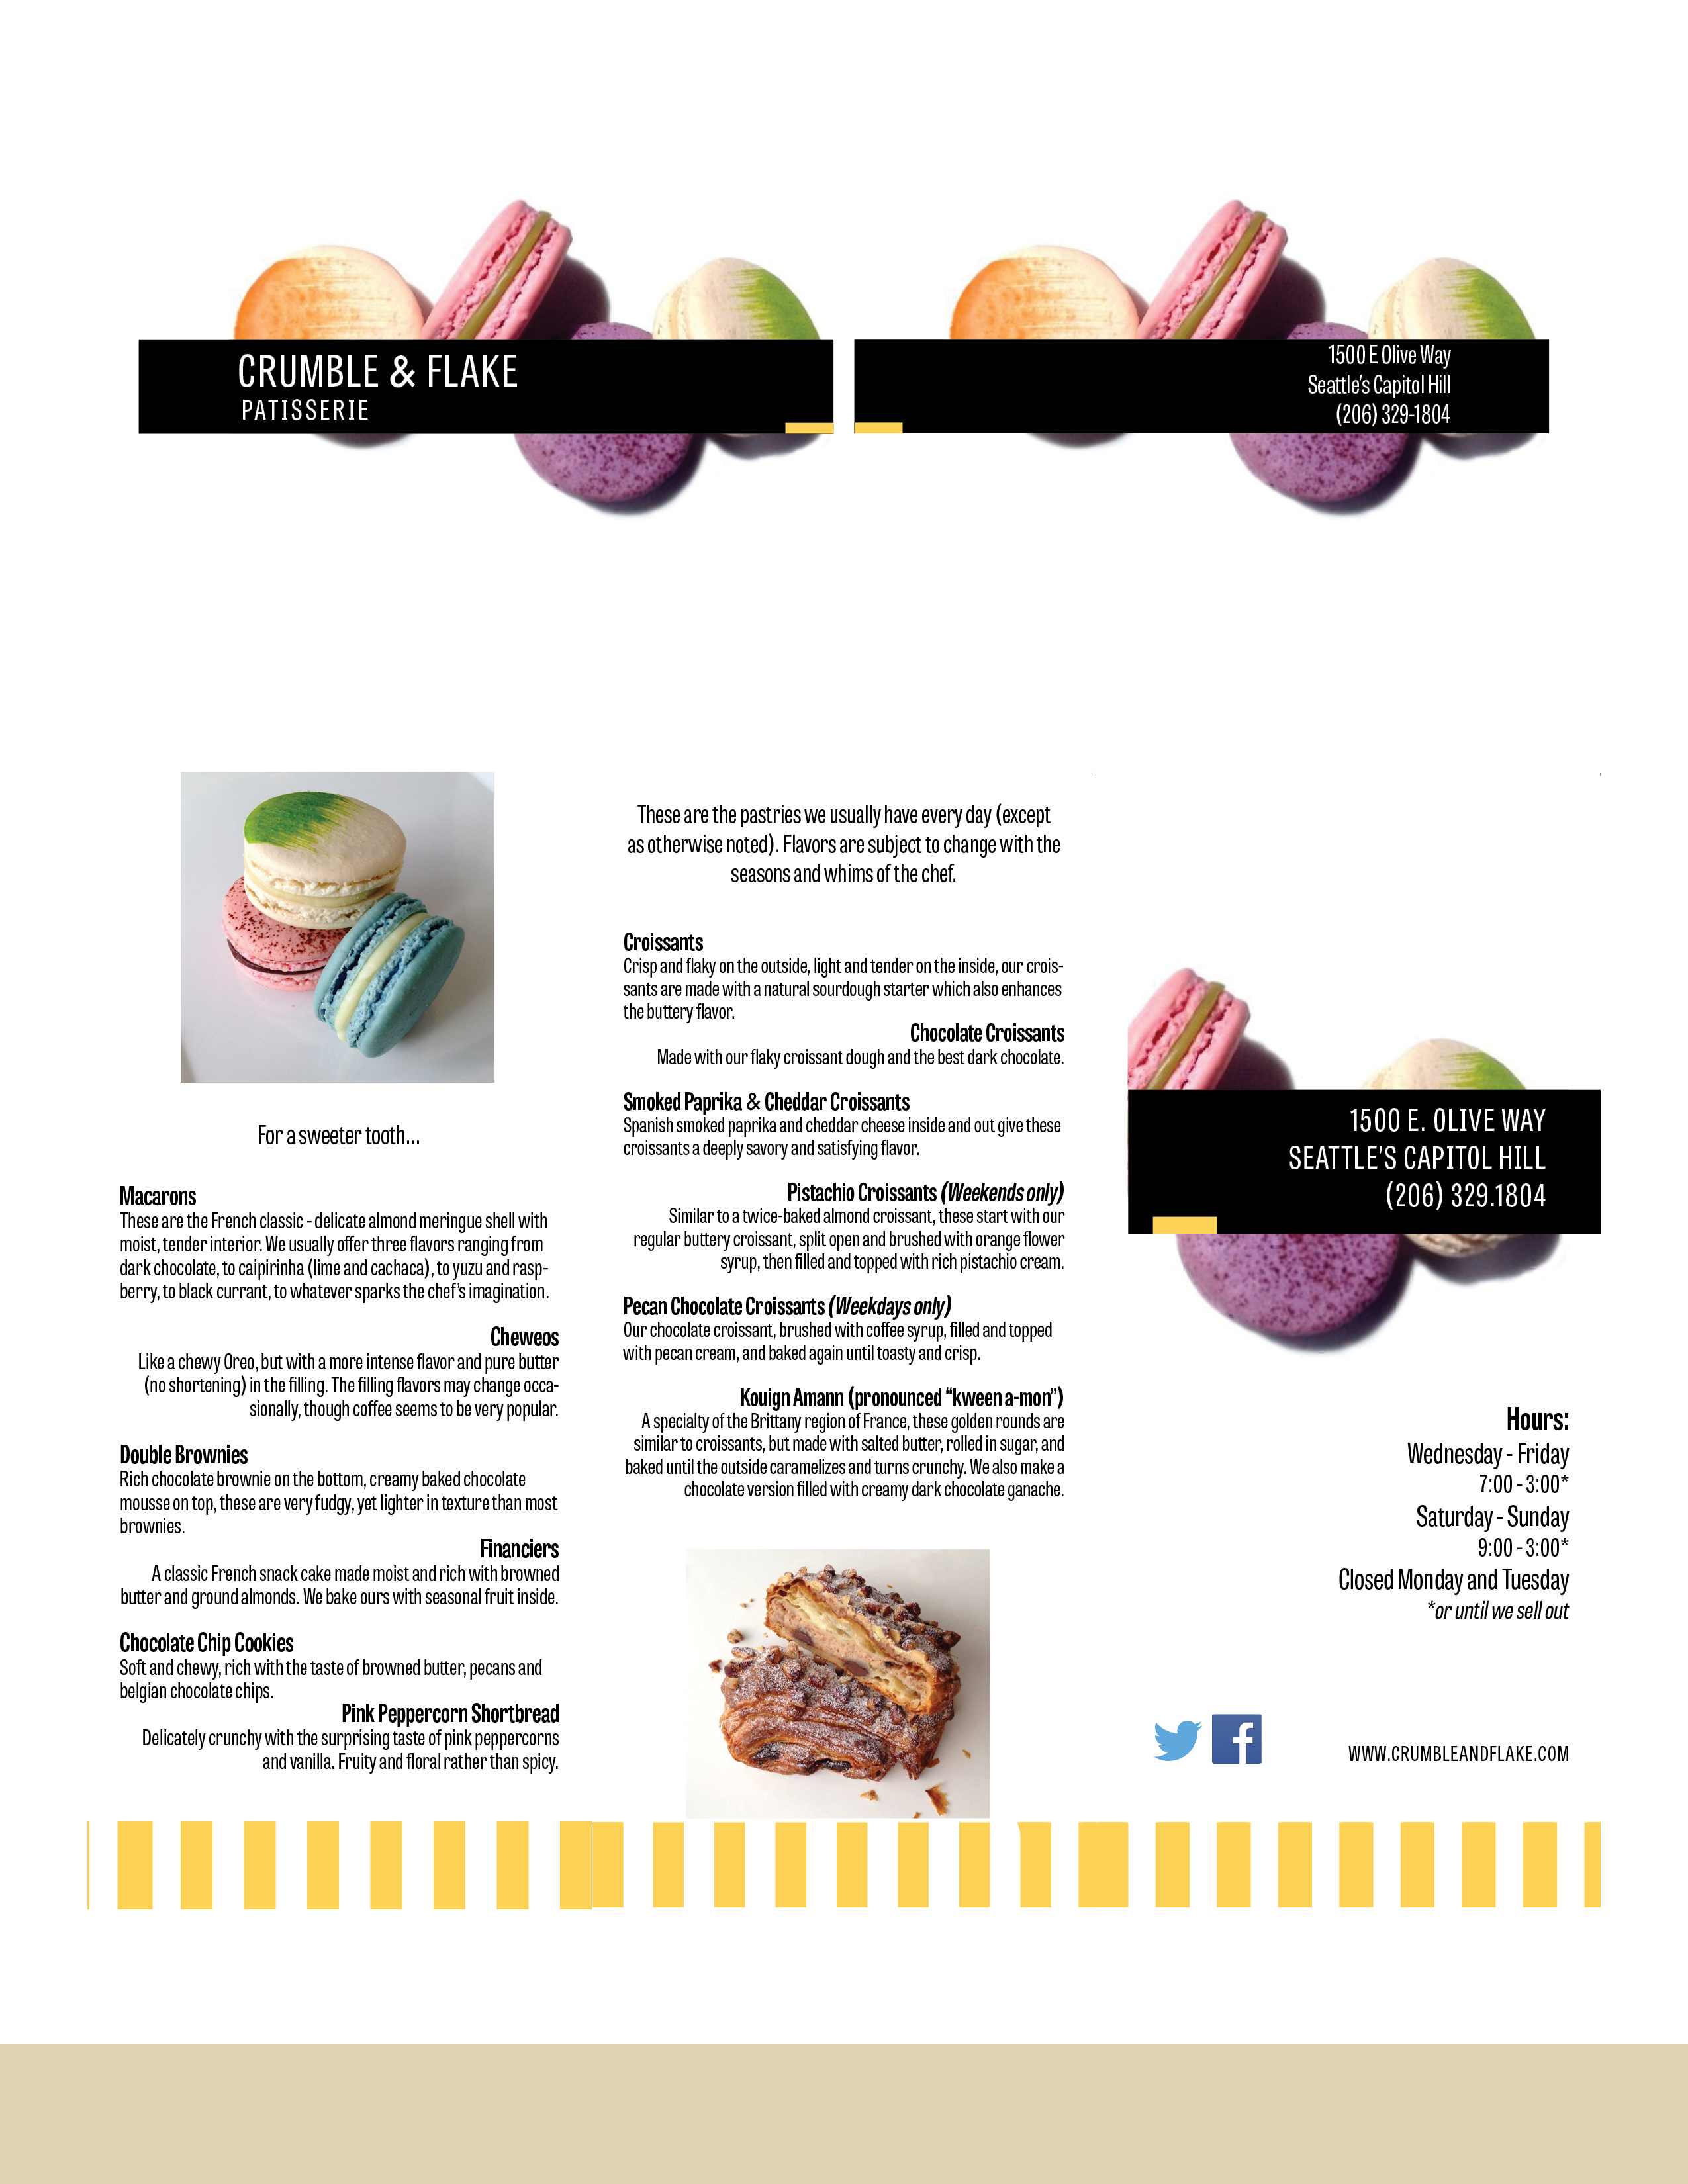 CRUMBLE & FLAKE
PATISSERIE
1500 E Olive Way
Seattle's Capitol Hill
(206) 329-1804
For a sweeter tooth...
Macarons
These are the French classic - delicate almond meringue shell with
moist, tender interior. We usually offer three flavors ranging from
dark chocolate, to caipirinha (lime and cachaca), to yuzu and rasp-
berry, to black currant, to whatever sparks the chef's imagination.
Cheweos
Like a chewy Oreo, but with a more intense flavor and pure butter
(no shortening) in the filling. The filling flavors may change occa-
sionally, though coffee seems to be very popular.
Double Brownies
Rich chocolate brownie on the bottom, creamy baked chocolate
mousse on top, these are very fudgy, yet lighter in texture than most
brownies.
Financiers
A classic French snack cake made moist and rich with browned
butter and ground almonds. We bake ours with seasonal fruit inside.
Chocolate Chip Cookies
Soft and chewy, rich with the taste of browned butter, pecans and
belgian chocolate chips.
Pink Peppercorn Shortbread
Delicately crunchy with the surprising taste of pink peppercorns
and vanilla. Fruity and floral rather than spicy.
These are the pastries we usually have every day (except
as otherwise noted). Flavors are subject to change with the
seasons and whims of the chef.
Croissants
Crisp and flaky on the outside, light and tender on the inside, our crois-
sants are made with a natural sourdough starter which also enhances
the buttery flavor.
Chocolate Croissants
Made with our flaky croissant dough and the best dark chocolate.
Smoked Paprika & Cheddar Croissants
Spanish smoked paprika and cheddar cheese inside and out give these
croissants a deeply savory and satisfying flavor.
Pistachio Croissants (Weekends only)
Similar to a twice-baked almond croissant, these start with our
regular buttery croissant, split open and brushed with orange flower
syrup, then filled and topped with rich pistachio cream.
Pecan Chocolate Croissants (Weekdays only)
Our chocolate croissant, brushed with coffee syrup, filled and topped
with pecan cream, and baked again until toasty and crisp.
Kouign Amann (pronounced “kween a-mon”)
A specialty of the Brittany region of France, these golden rounds are
similar to croissants, but made with salted butter, rolled in sugar, and
baked until the outside caramelizes and turns crunchy. We also make a
chocolate version filled with creamy dark chocolate ganache.
1500 E. OLIVE WAY
SEATTLE'S CAPITOL HILL
(206) 329.1804
Hours:
Wednesday - Friday
7:00 - 3:00*
Saturday - Sunday
9:00 - 3:00*
Closed Monday and Tuesday
*or until we sell out
WWW.CRUMBLEANDFLAKE.COM